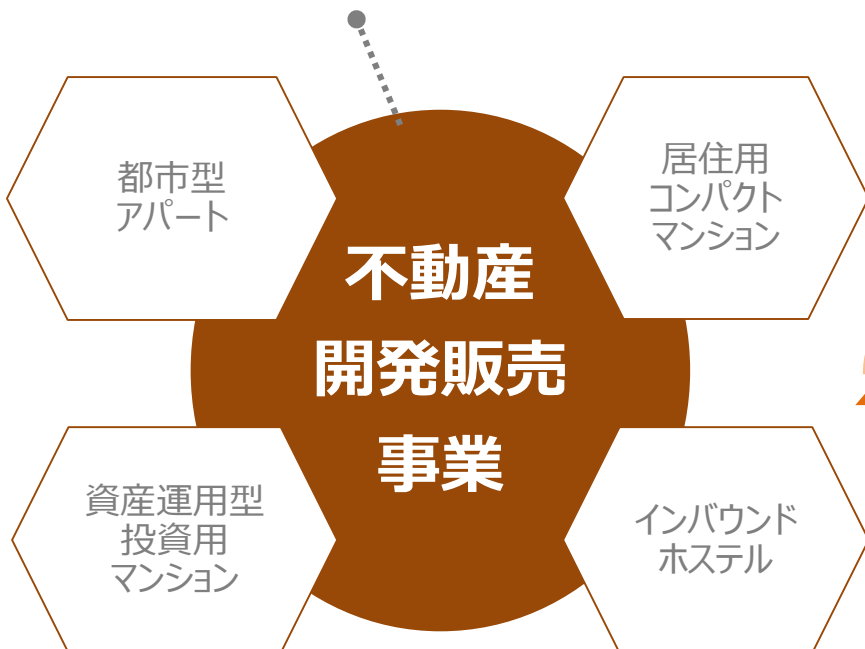 都市型
アパート
居住用
コンパクト
マンション
不動産
開発販売
事業
資産運用型
投資用
マンション
インバウンド
ホステル